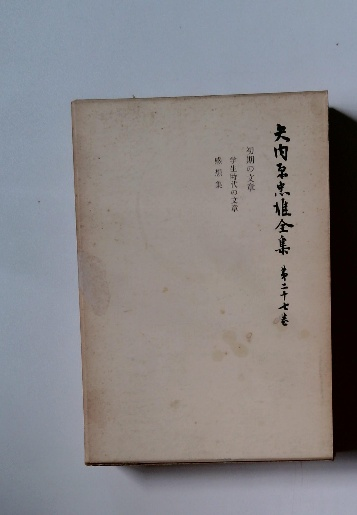 矢内原忠雄全集 第二十七巻
初期の文章
学生時代の文章
感想集